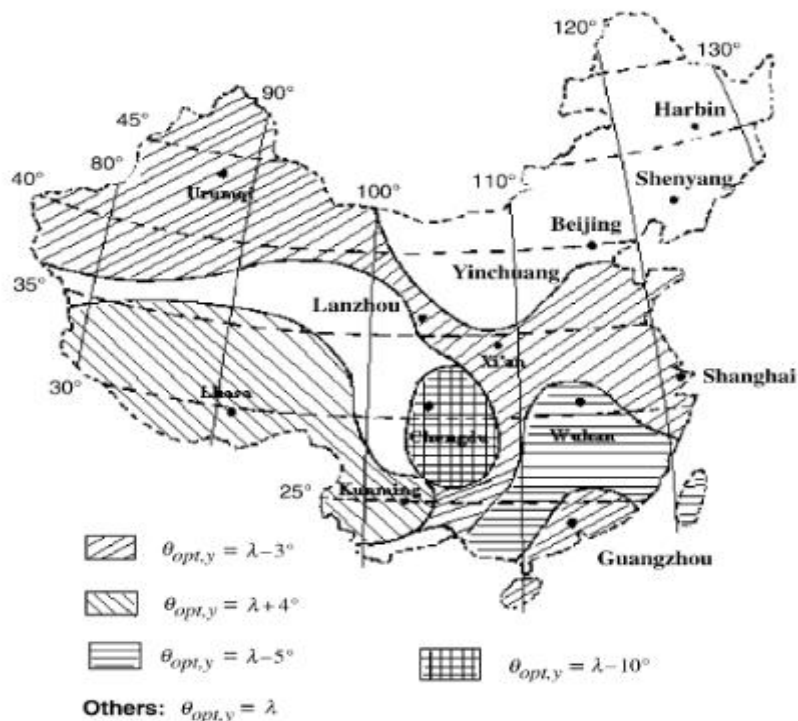 120°
130°
90°
Harbin
45°
80°
Urumqi
Shenyang
40°
100°
110°
Beijing
Yinchuang
35°
Lanzhou
Xi'an
Shanghai
30°
Lhasa
Chengdu
Wuhan
25°
Kunming
Guangzhou
θopt,y = λ–3°
θopt,y = λ+4°
θopt,y = λ–5°
θopt,y = λ–10°
Others: θopt,y = λ